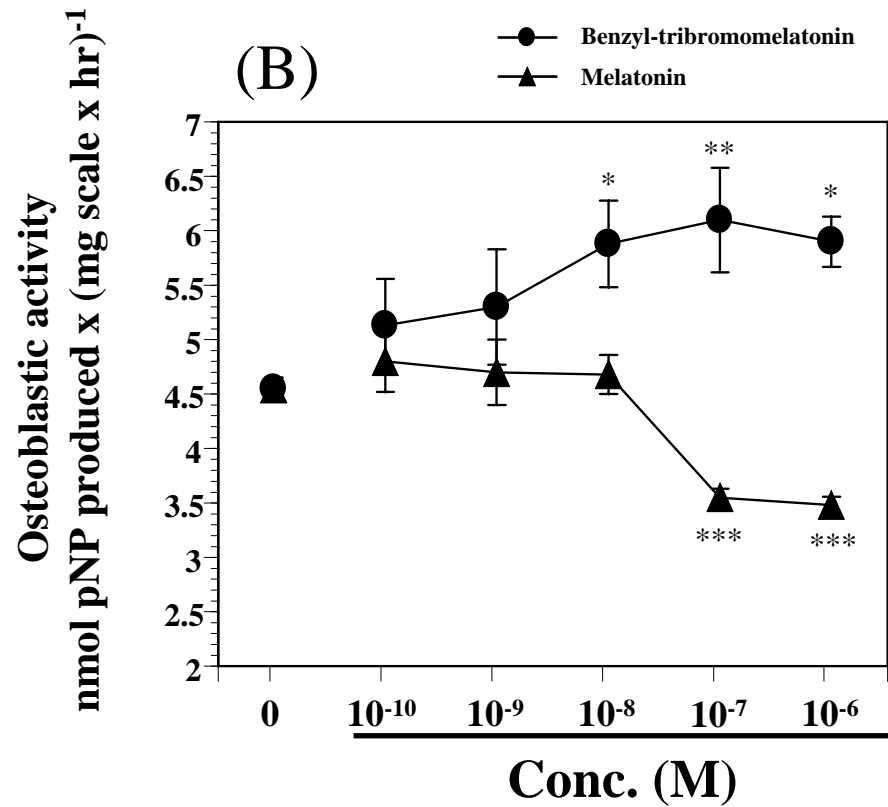 (B)
Benzyl-tribromomelatonin
Melatonin
Osteoblastic activity
nmol pNP produced x (mg scale x hr)⁻¹
7
6.5
6
5.5
5
4.5
4
3.5
3
2.5
2
*
**
*
***
***
0 10⁻¹⁰ 10⁻⁹ 10⁻⁸ 10⁻⁷ 10⁻⁶
Conc. (M)